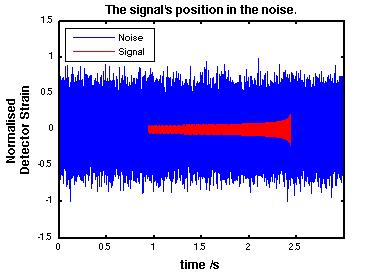 The signal's position in the noise.
1.5
Noise
Signal
1
0.5
0
-0.5
-1
-1.5
Normalised
Detector Strain
0 0.5 1 1.5 2 2.5
time /s